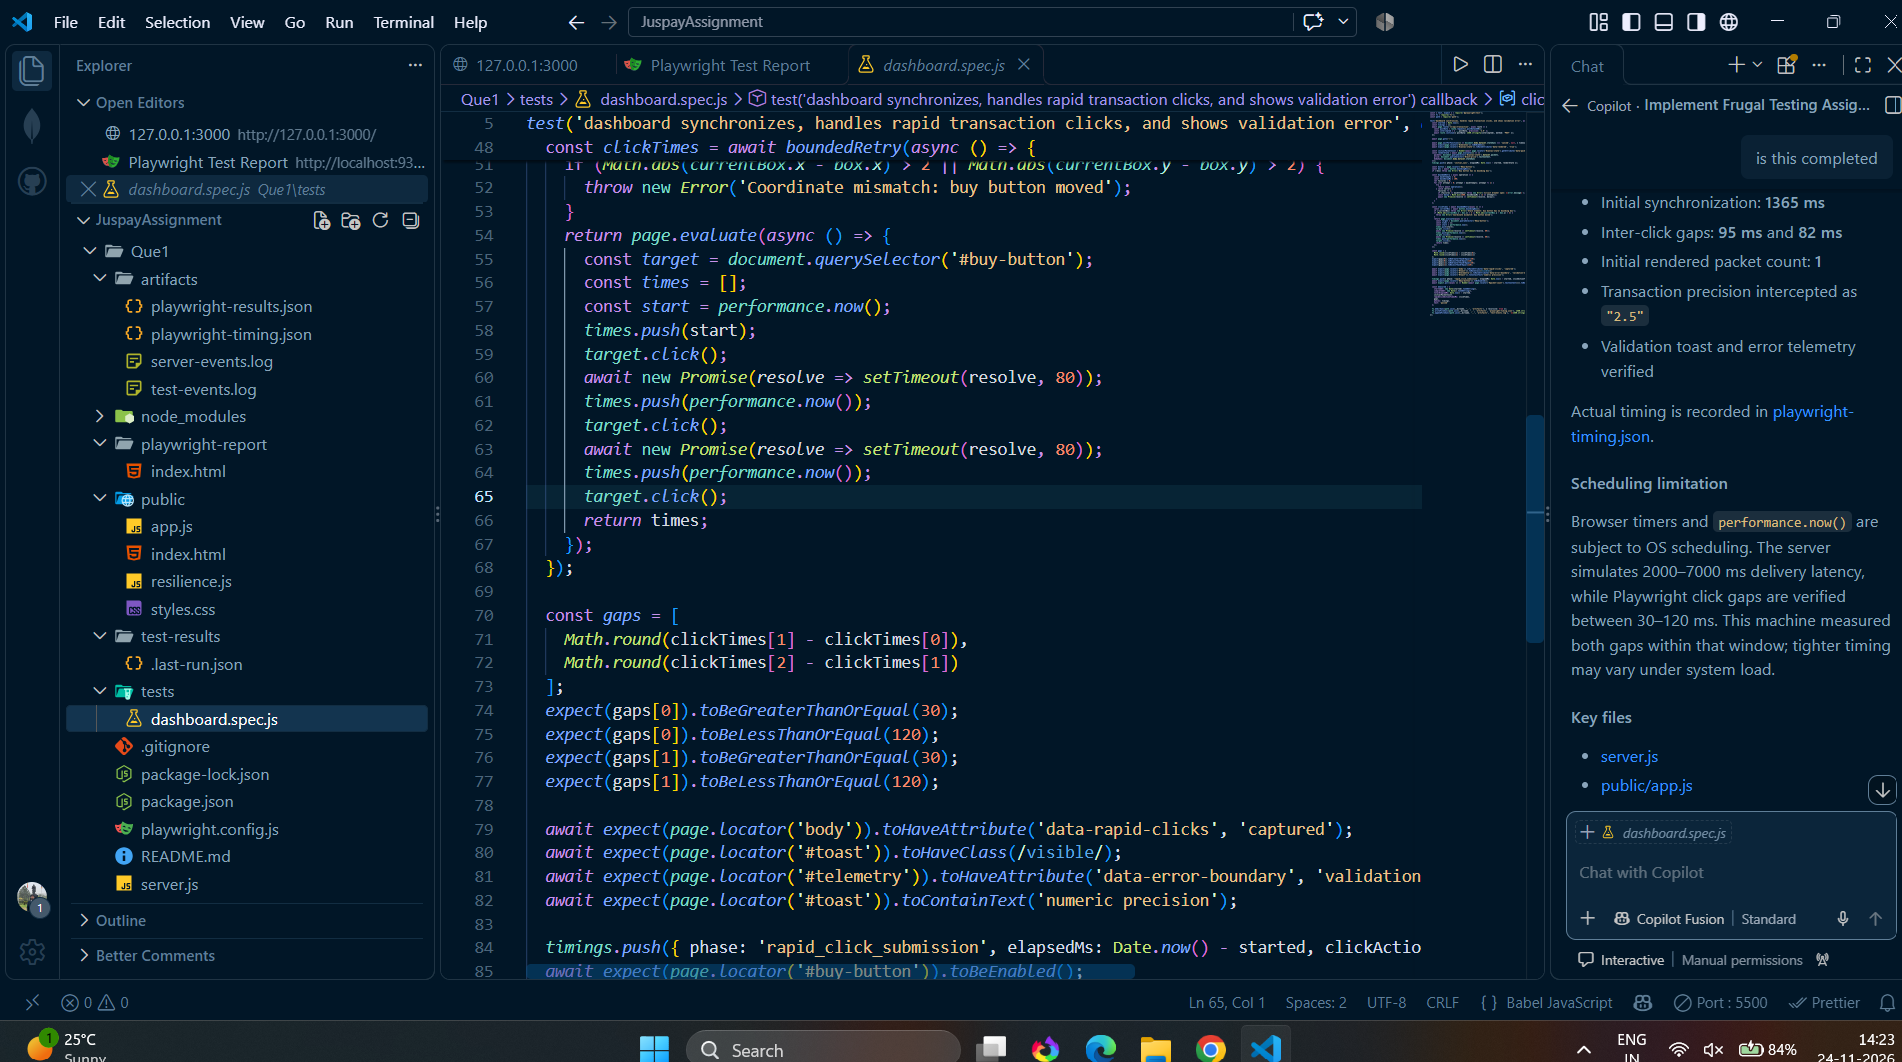 File Edit Selection View Go Run Terminal Help
JuspayAssignment
Explorer
Open Editors
127.0.0.1:3000 http://127.0.0.1:3000/
Playwright Test Report http://localhost:93...
dashboard.spec.js Que1\tests
JuspayAssignment
Que1
artifacts
playwright-results.json
playwright-timing.json
server-events.log
test-events.log
node_modules
playwright-report
index.html
public
app.js
index.html
resilience.js
styles.css
test-results
.last-run.json
tests
dashboard.spec.js
.gitignore
package-lock.json
package.json
playwright.config.js
README.md
server.js
Outline
Better Comments
1
127.0.0.1:3000 Playwright Test Report dashboard.spec.js
Que1 > tests > dashboard.spec.js > test('dashboard synchronizes, handles rapid transaction clicks, and shows validation error') callback > clic
5 test('dashboard synchronizes, handles rapid transaction clicks, and shows validation error',
48 const clickTimes = await boundedRetry(async () => {
51 if (Math.abs(currentBox.x - box.x) > 2 || Math.abs(currentBox.y - box.y) > 2) {
52 throw new Error('Coordinate mismatch: buy button moved');
53 }
54 return page.evaluate(async () => {
55 const target = document.querySelector('#buy-button');
56 const times = [];
57 const start = performance.now();
58 times.push(start);
59 target.click();
60 await new Promise(resolve => setTimeout(resolve, 80));
61 times.push(performance.now());
62 target.click();
63 await new Promise(resolve => setTimeout(resolve, 80));
64 times.push(performance.now());
65 target.click();
66 return times;
67 });
68 });
69
70 const gaps = [
71 Math.round(clickTimes[1] - clickTimes[0]),
72 Math.round(clickTimes[2] - clickTimes[1])
73 ];
74 expect(gaps[0]).toBeGreaterThanOrEqual(30);
75 expect(gaps[0]).toBeLessThanOrEqual(120);
76 expect(gaps[1]).toBeGreaterThanOrEqual(30);
77 expect(gaps[1]).toBeLessThanOrEqual(120);
78
79 await expect(page.locator('body')).toHaveAttribute('data-rapid-clicks', 'captured');
80 await expect(page.locator('#toast')).toHaveClass(/visible/);
81 await expect(page.locator('#telemetry')).toHaveAttribute('data-error-boundary', 'validation
82 await expect(page.locator('#toast')).toContainText('numeric precision');
83
84 timings.push({ phase: 'rapid_click_submission', elapsedMs: Date.now() - started, clickActio
85 await expect(page.locator('#buy-button')).toBeEnabled();
Chat
Copilot · Implement Frugal Testing Assig...
is this completed
• Initial synchronization: 1365 ms
• Inter-click gaps: 95 ms and 82 ms
• Initial rendered packet count: 1
• Transaction precision intercepted as
"2.5"
• Validation toast and error telemetry
verified
Actual timing is recorded in playwright-
timing.json.
Scheduling limitation
Browser timers and performance.now() are
subject to OS scheduling. The server
simulates 2000–7000 ms delivery latency,
while Playwright click gaps are verified
between 30–120 ms. This machine measured
both gaps within that window; tighter timing
may vary under system load.
Key files
• server.js
• public/app.js
dashboard.spec.js
Chat with Copilot
Copilot Fusion Standard
Interactive Manual permissions
0 0
Ln 65, Col 1 Spaces: 2 UTF-8 CRLF { } Babel JavaScript Port : 5500 Prettier
1
25°C
Sunny
Search
ENG
IN
84%
14:23
24-11-2026